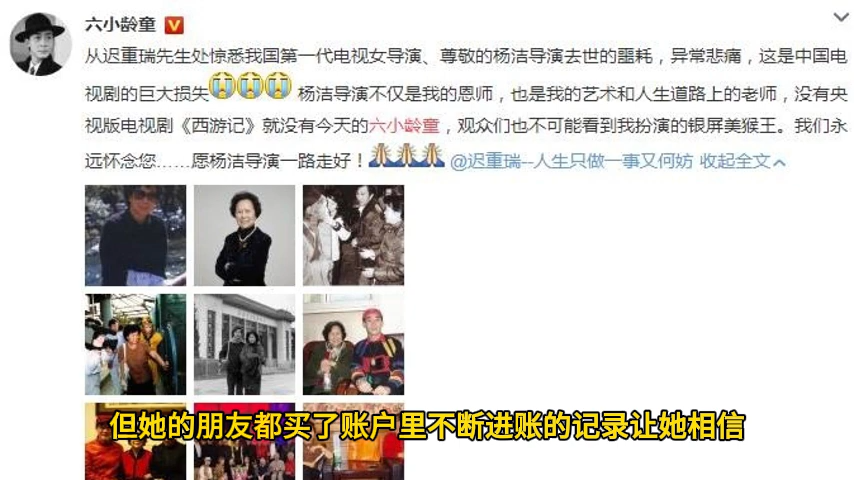 六小龄童
从迟重瑞先生处惊悉我国第一代电视女导演、尊敬的杨洁导演去世的噩耗，异常悲痛，这是中国电
视剧的巨大损失😭😭😭 杨洁导演不仅是我的恩师，也是我的艺术和人生道路上的老师，没有央
视版电视剧《西游记》就没有今天的六小龄童，观众们也不可能看到我扮演的银屏美猴王。我们永
远怀念您……愿杨洁导演一路走好！🙏🙏🙏 @迟重瑞--人生只做一事又何妨 收起全文
但她的朋友都买了账户里不断进账的记录让她相信